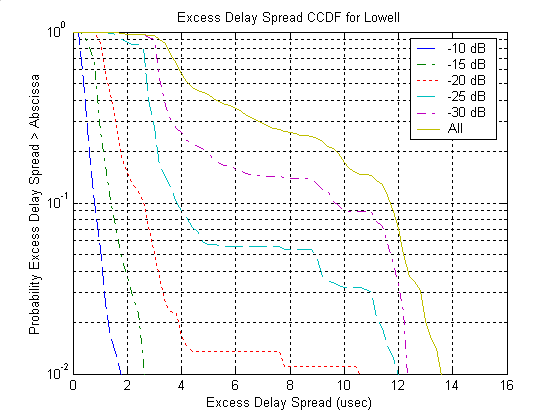 Excess Delay Spread CCDF for Lowell
10^0
10^-1
10^-2
Probability Excess Delay Spread > Abscissa
-10 dB
-15 dB
-20 dB
-25 dB
-30 dB
All
0 2 4 6 8 10 12 14 16
Excess Delay Spread (usec)